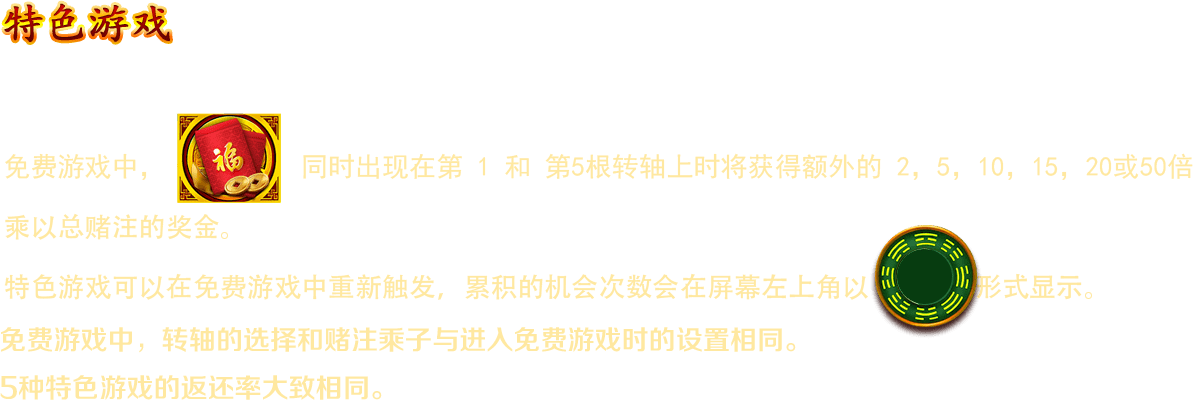 特色游戏
福
免费游戏中， 同时出现在第 1 和 第5根转轴上时将获得额外的 2，5，10，15，20或50倍
乘以总赌注的奖金。
特色游戏可以在免费游戏中重新触发，累积的机会次数会在屏幕左上角以 形式显示。
免费游戏中，转轴的选择和赌注乘子与进入免费游戏时的设置相同。
5种特色游戏的返还率大致相同。